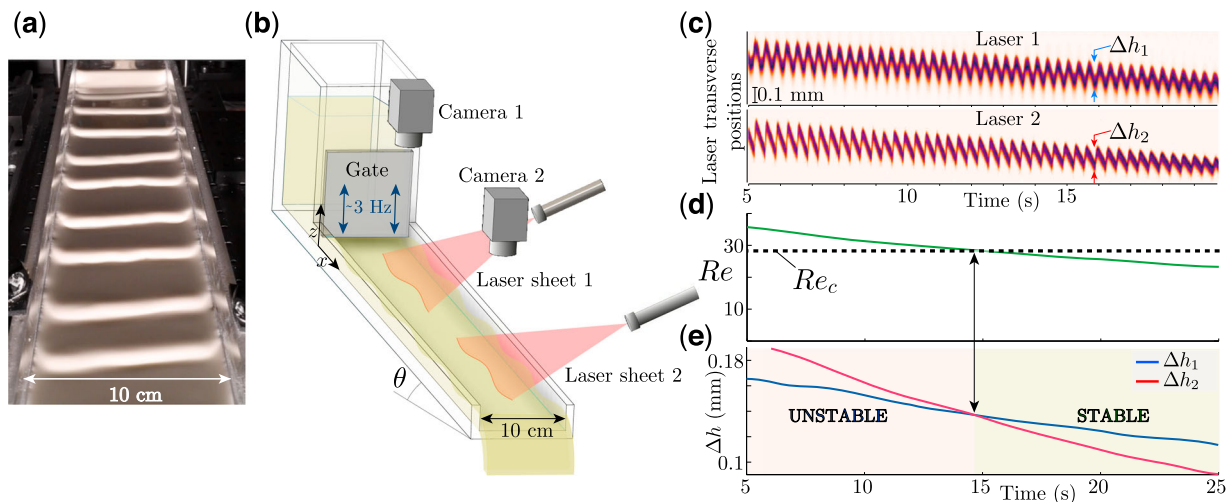 (a)
10 cm
(b)
Camera 1
Camera 2
Gate
~3 Hz
z
x
Laser sheet 1
Laser sheet 2
θ
10 cm
(c)
Laser transverse
positions
Laser 1
Δh₁
0.1 mm
Laser 2
Δh₂
5 10 15
Time (s)
(d)
Re
30
10
Re_c
(e)
Δh (mm)
0.18
0.1
Δh₁
Δh₂
UNSTABLE
STABLE
5 10 15 20 25
Time (s)